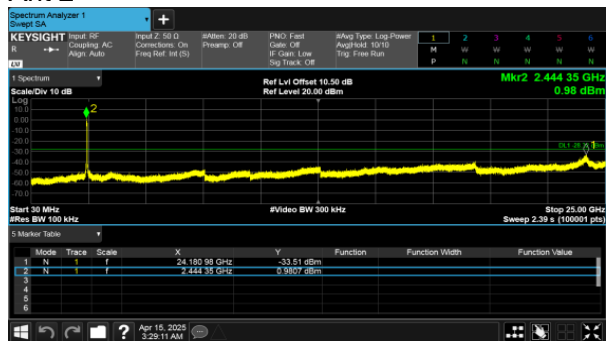 Spectrum Analyzer 1
Swept SA
KEYSIGHT Input: RF Input Z: 50 Ω #Atten: 20 dB PNO: Fast #Avg Type: Log-Power 1 2 3 4 5 6
R Coupling: AC Corrections: On Preamp: Off Gate: Off Avg|Hold: 10/10 M W W W W W
Align: Auto Freq Ref: Int (S) IF Gain: Low Trig: Free Run P N N N N N
LXI Sig Track: Off
1 Spectrum Ref Lvl Offset 10.50 dB Mkr2 2.444 35 GHz
Scale/Div 10 dB Ref Level 20.00 dBm 0.98 dBm
Log
10.0 2
0.00
-10.0
-20.0
-30.0 1
-40.0
-50.0
-60.0
-70.0
Start 30 MHz #Video BW 300 kHz Stop 25.00 GHz
#Res BW 100 kHz Sweep 2.39 s (100001 pts)
5 Marker Table
Mode Trace Scale X Y Function Function Width Function Value
1 N 1 f 24.180 98 GHz -33.51 dBm
2 N 1 f 2.444 35 GHz 0.9807 dBm
3
4
5
6
? Apr 15, 2025
3:29:11 AM